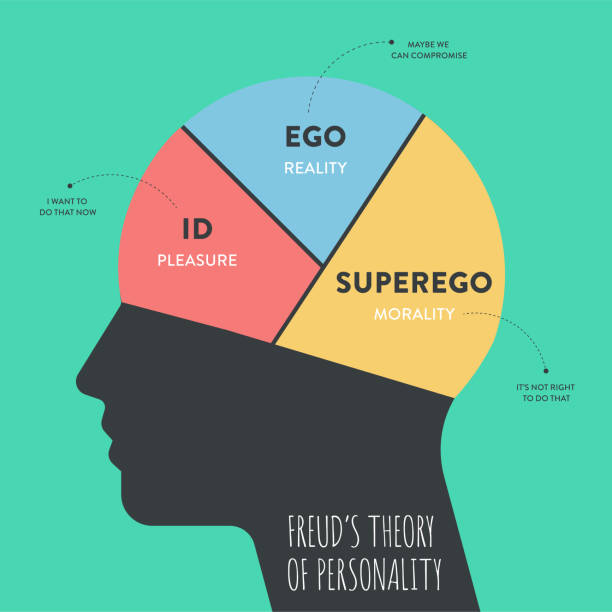 MAYBE WE
CAN COMPROMISE
EGO
REALITY
I WANT TO
DO THAT NOW
ID
PLEASURE
SUPEREGO
MORALITY
IT'S NOT RIGHT
TO DO THAT
FREUD'S THEORY
OF PERSONALITY